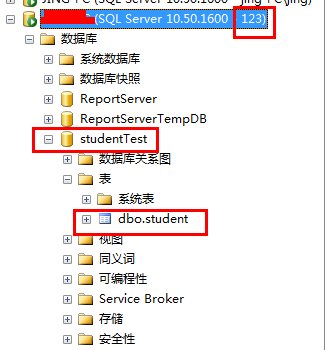 JING-PC (SQL Server 10.50.1600 - jing-PC\jing)
(SQL Server 10.50.1600 123)
数据库
系统数据库
数据库快照
ReportServer
ReportServerTempDB
studentTest
数据库关系图
表
系统表
dbo.student
视图
同义词
可编程性
Service Broker
存储
安全性